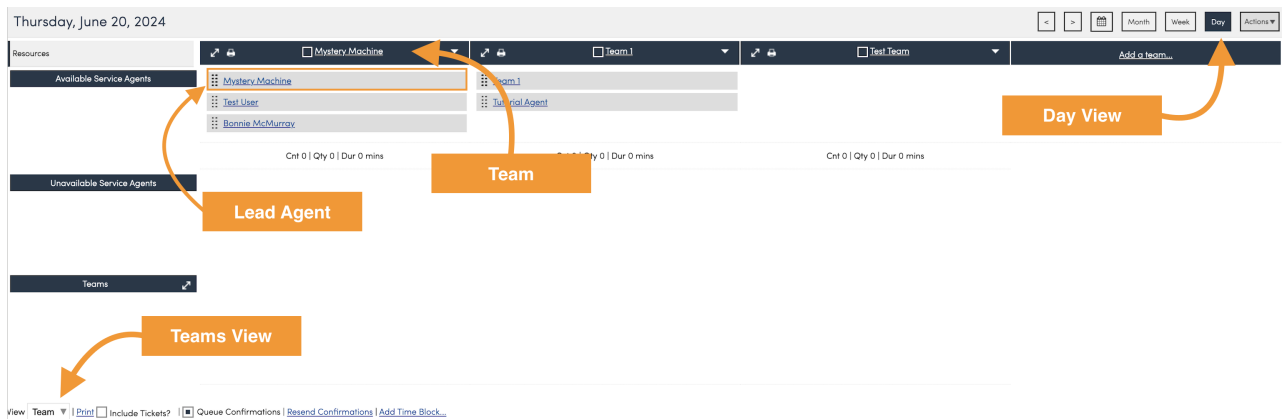 Thursday, June 20, 2024
< > Month Week Day Actions▼
Resources
Mystery Machine
Team 1
Test Team
Add a team...
Available Service Agents
Mystery Machine
Test User
Bonnie McMurray
Team 1
Tutorial Agent
Day View
Cnt 0 | Qty 0 | Dur 0 mins
Cnt 0 | Qty 0 | Dur 0 mins
Cnt 0 | Qty 0 | Dur 0 mins
Team
Unavailable Service Agents
Lead Agent
Teams
Teams View
View Team ▼ | Print Include Tickets? | Queue Confirmations | Resend Confirmations | Add Time Block...